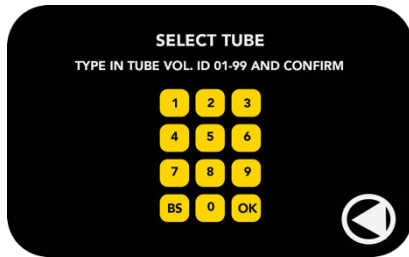 SELECT TUBE
TYPE IN TUBE VOL. ID 01-99 AND CONFIRM
1 2 3
4 5 6
7 8 9
BS 0 OK